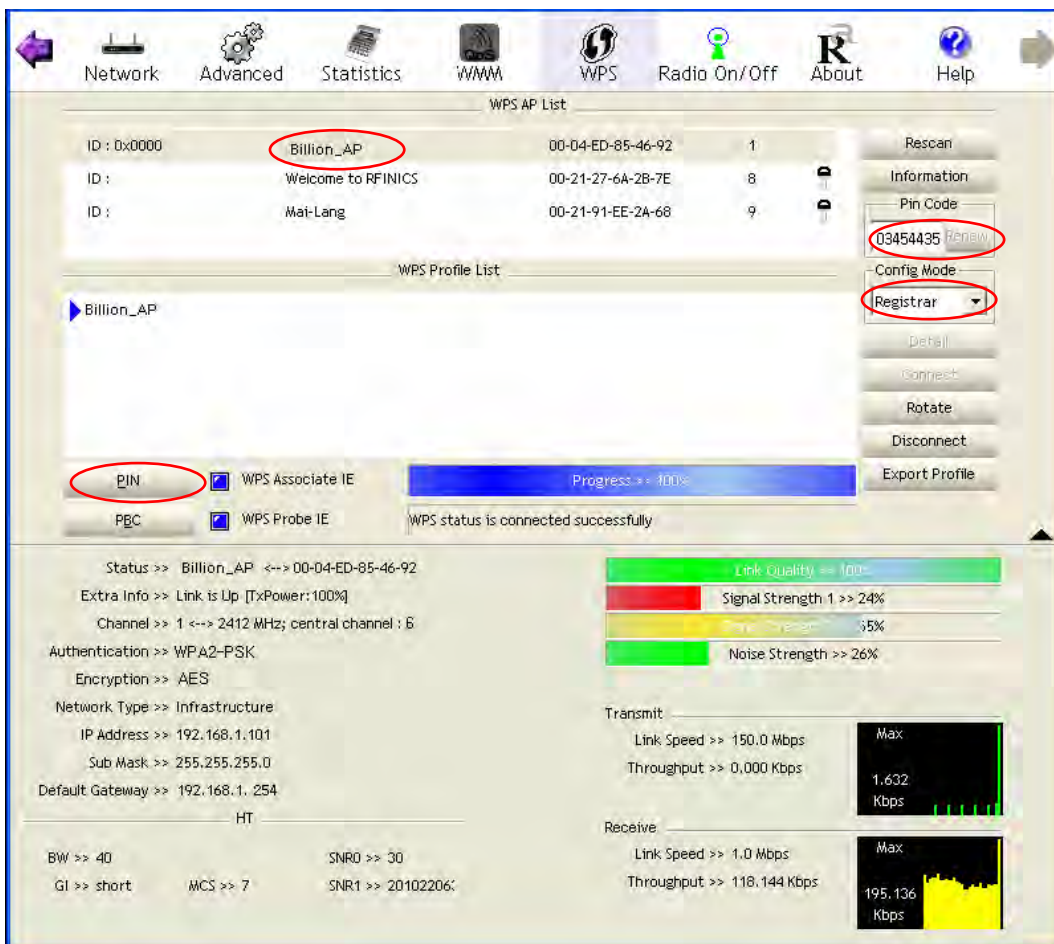 Network Advanced Statistics QoS WMM WPS Radio On/Off R About Help
WPS AP List
ID : 0x0000 Billion_AP 00-04-ED-85-46-92 1
ID : Welcome to RFINICS 00-21-27-6A-2B-7E 8
ID : Mai-Lang 00-21-91-EE-2A-68 9
Rescan
Information
Pin Code
03454435 Renew
Config Mode
Registrar
Detail
Connect
Rotate
Disconnect
Export Profile
WPS Profile List
Billion_AP
PIN WPS Associate IE Progress >> 100%
PBC WPS Probe IE WPS status is connected successfully
Status >> Billion_AP <--> 00-04-ED-85-46-92
Extra Info >> Link is Up [TxPower:100%]
Channel >> 1 <--> 2412 MHz; central channel : 6
Authentication >> WPA2-PSK
Encryption >> AES
Network Type >> Infrastructure
IP Address >> 192.168.1.101
Sub Mask >> 255.255.255.0
Default Gateway >> 192.168.1. 254
HT
BW >> 40 SNR0 >> 30
GI >> short MCS >> 7 SNR1 >> 20102206
Link Quality >> 100%
Signal Strength 1 >> 24%
Noise Strength >> 26%
Transmit
Link Speed >> 150.0 Mbps
Throughput >> 0.000 Kbps
Max
1.632
Kbps
Receive
Link Speed >> 1.0 Mbps
Throughput >> 118.144 Kbps
Max
195.136
Kbps